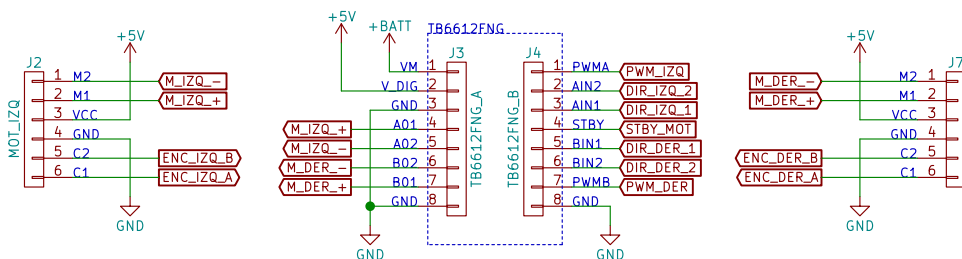 J2
MOT_IZQ
+5V
1 M2 M_IZQ_-
2 M1 M_IZQ_+
3 VCC
4 GND
5 C2 ENC_IZQ_B
6 C1 ENC_IZQ_A
GND
+5V
+BATT
TB6612FNG
J3
TB6612FNG_A
VM 1
V_DIG 2
GND 3
M_IZQ_+ A01 4
M_IZQ_- A02 5
M_DER_- B02 6
M_DER_+ B01 7
GND 8
GND
J4
TB6612FNG_B
1 PWMA PWM_IZQ
2 AIN2 DIR_IZQ_2
3 AIN1 DIR_IZQ_1
4 STBY STBY_MOT
5 BIN1 DIR_DER_1
6 BIN2 DIR_DER_2
7 PWMB PWM_DER
8 GND
GND
+5V
J7
M_DER_- M2 1
M_DER_+ M1 2
VCC 3
GND 4
ENC_DER_B C2 5
ENC_DER_A C1 6
GND